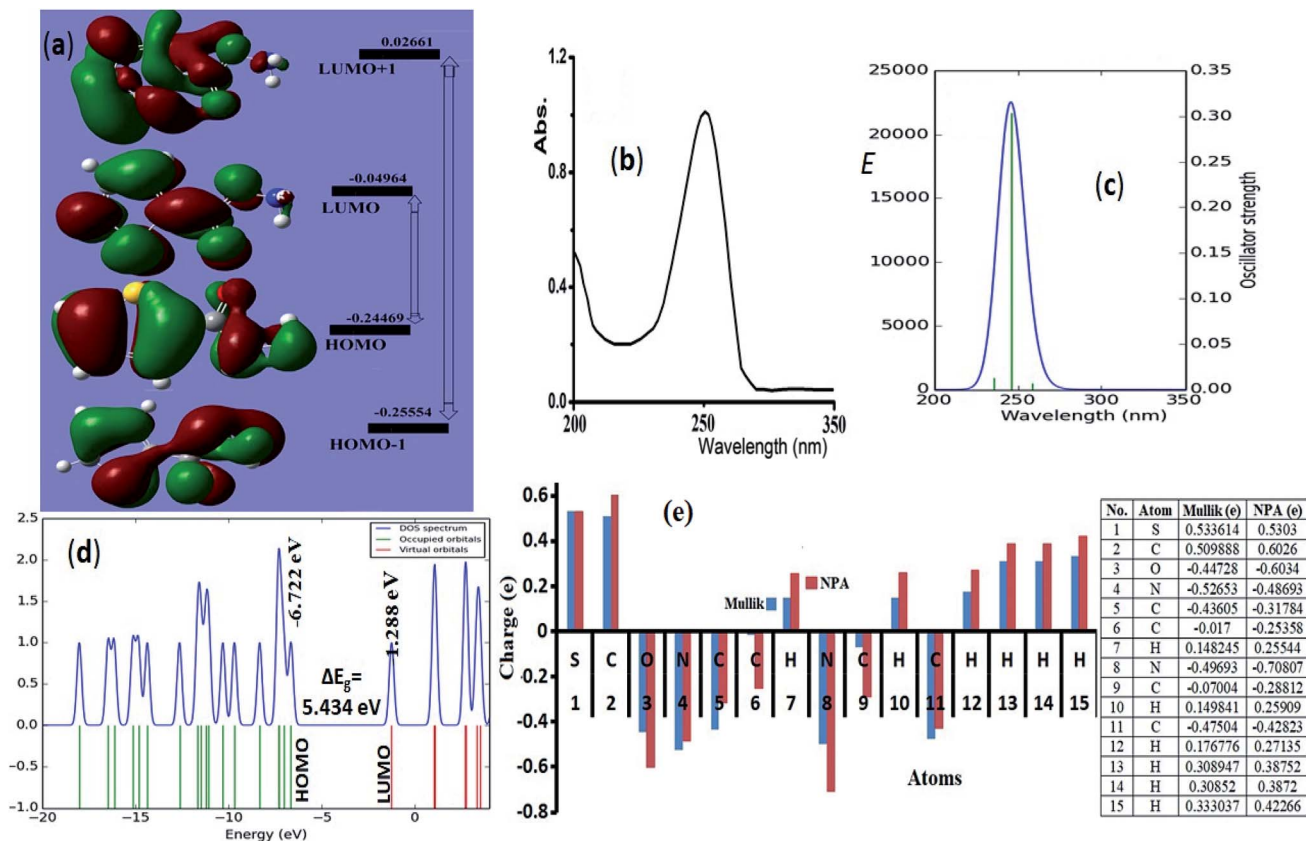 (a)
0.02661
LUMO+1
-0.04964
LUMO
-0.24469
HOMO
-0.25554
HOMO-1
(b)
Abs.
1.2
0.8
0.4
0.0
200
250
350
Wavelength (nm)
(c)
E
25000
20000
15000
10000
5000
0
0.35
0.30
0.25
0.20
0.15
0.10
0.05
0.00
Oscillator strength
200
250
300
350
Wavelength (nm)
(d)
2.5
2.0
1.5
1.0
0.5
0.0
-0.5
-1.0
DOS spectrum
Occupied orbitals
Virtual orbitals
-6.722 eV
-1.288 eV
ΔEg=
5.434 eV
HOMO
LUMO
-20
-15
-10
-5
0
Energy (eV)
(e)
Charge (e)
0.6
0.4
0.2
0
-0.2
-0.4
-0.6
-0.8
Mullik
NPA
S C O N C C H N C H C H H H H
1 2 3 4 5 6 7 8 9 10 11 12 13 14 15
Atoms
No. Atom Mullik (e) NPA (e)
1 S 0.533614 0.5303
2 C 0.509888 0.6026
3 O -0.44728 -0.6034
4 N -0.52653 -0.48693
5 C -0.43605 -0.31784
6 C -0.017 -0.25358
7 H 0.148245 0.25544
8 N -0.49693 -0.70807
9 C -0.07004 -0.28812
10 H 0.149841 0.25909
11 C -0.47504 -0.42823
12 H 0.176776 0.27135
13 H 0.308947 0.38752
14 H 0.30852 0.3872
15 H 0.333037 0.42266